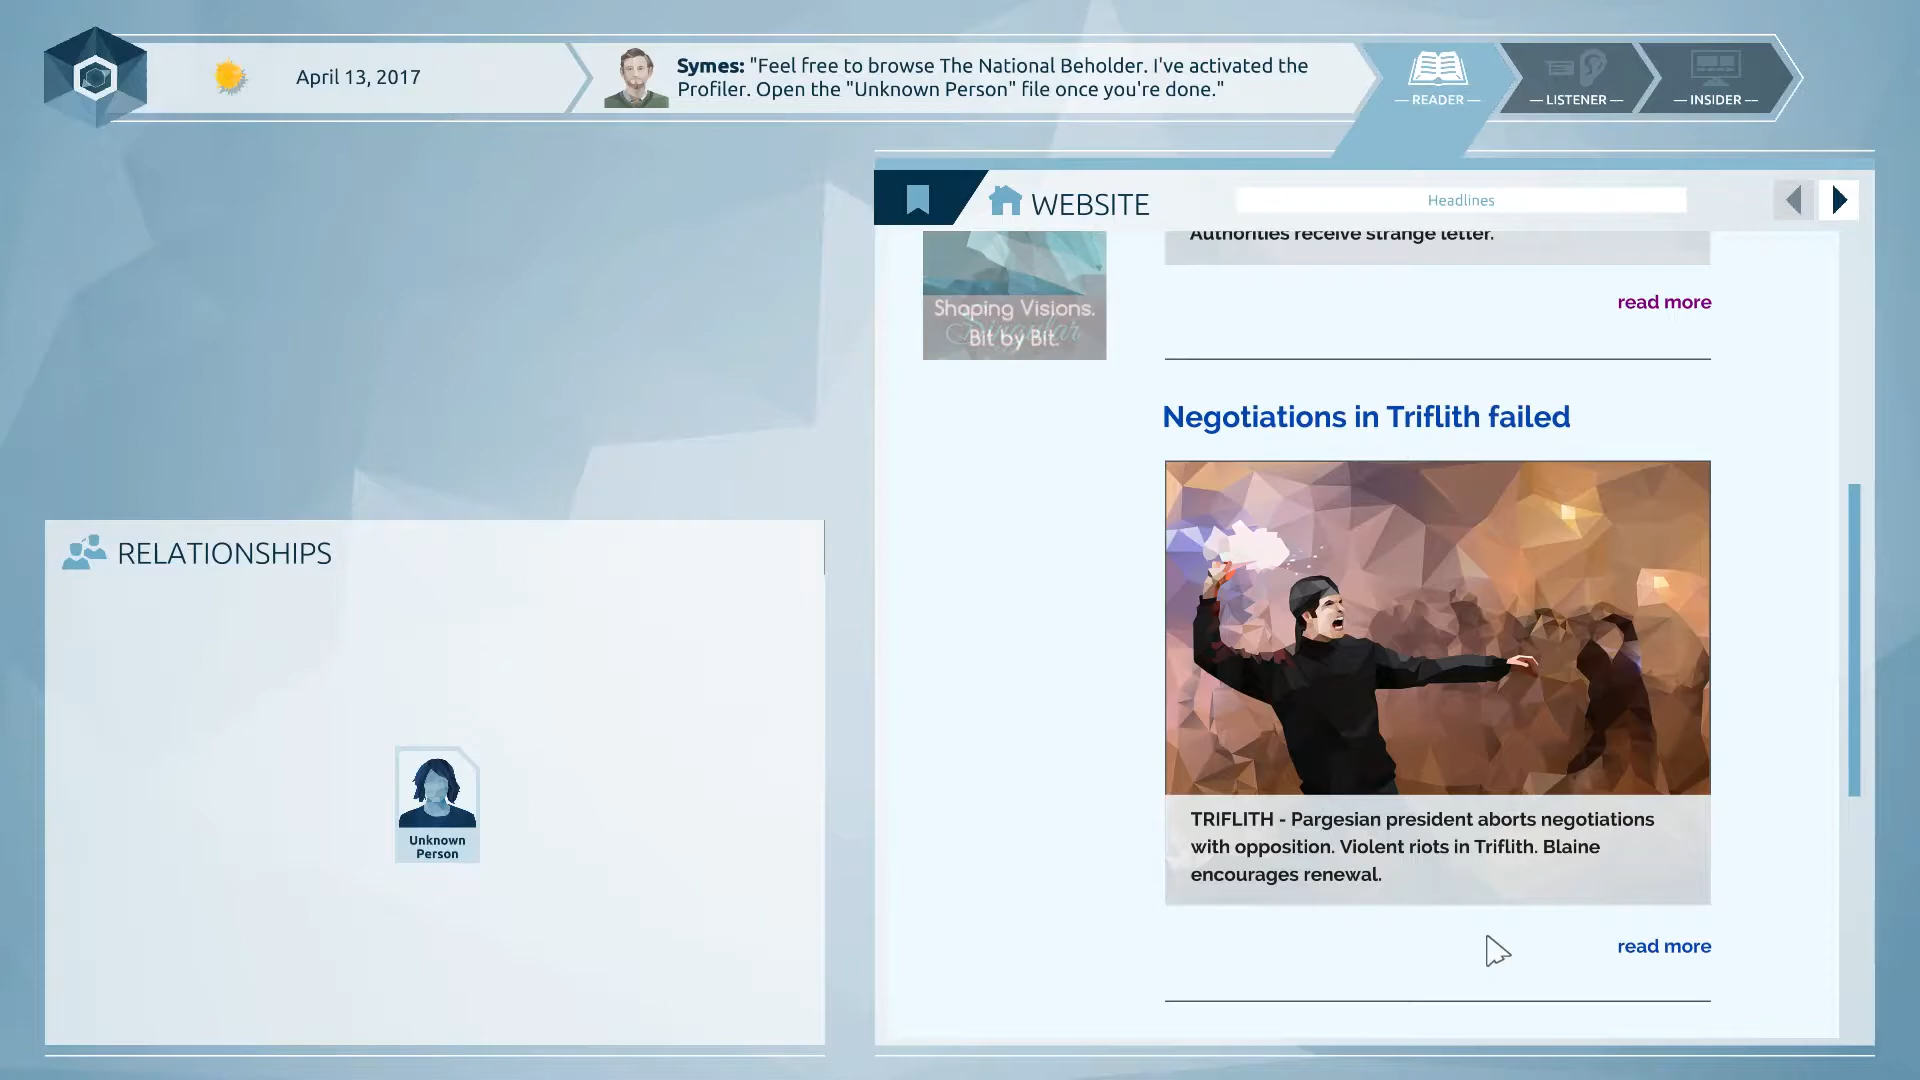 April 13, 2017
Symes: "Feel free to browse The National Beholder. I've activated the
Profiler. Open the "Unknown Person" file once you're done."
— READER —
— LISTENER —
— INSIDER —
WEBSITE
Headlines
Authorities receive strange letter.
Shaping Visions.
Singular
Bit by Bit.
read more
Negotiations in Triflith failed
RELATIONSHIPS
Unknown
Person
TRIFLITH - Pargesian president aborts negotiations
with opposition. Violent riots in Triflith. Blaine
encourages renewal.
read more